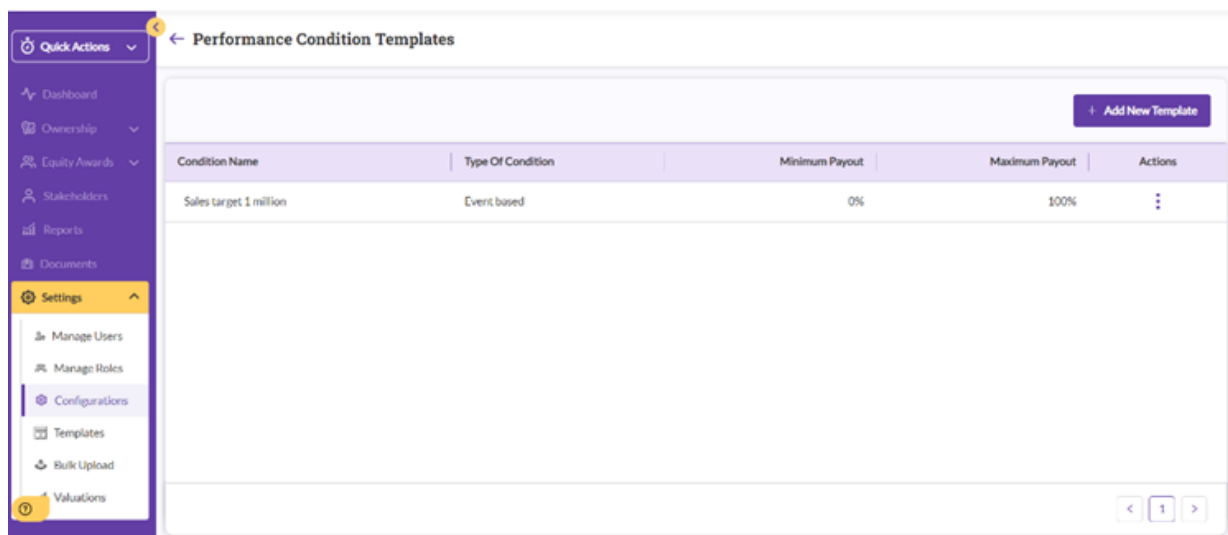 Quick Actions
Dashboard
Ownership
Equity Awards
Stakeholders
Reports
Documents
Settings
Manage Users
Manage Roles
Configurations
Templates
Bulk Upload
Valuations
← Performance Condition Templates
+ Add New Template
Condition Name Type Of Condition Minimum Payout Maximum Payout Actions
Sales target 1 million Event based 0% 100%
< 1 >